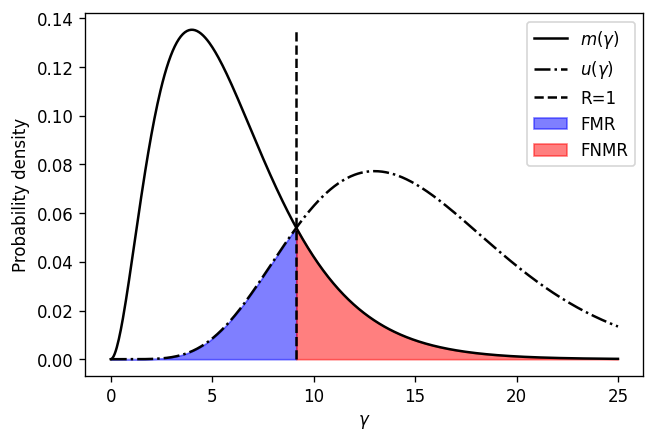 0.14
0.12
0.10
0.08
0.06
0.04
0.02
0.00
Probability density
0 5 10 15 20 25
γ
m(γ)
u(γ)
R=1
FMR
FNMR